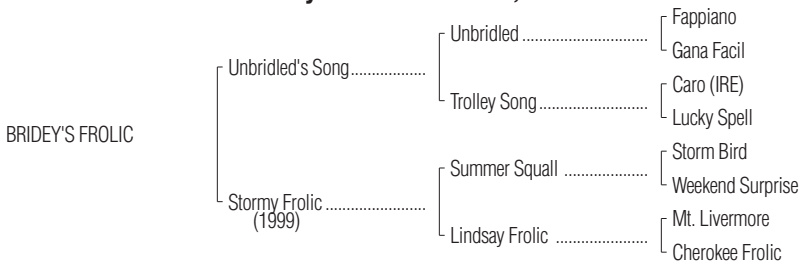 Fappiano
Unbridled ........................
Gana Facil
Unbridled's Song..................
Caro (IRE)
Trolley Song.....................
Lucky Spell
BRIDEY'S FROLIC
Storm Bird
Summer Squall ................
Weekend Surprise
Stormy Frolic ......................
(1999)
Mt. Livermore
Lindsay Frolic ..................
Cherokee Frolic